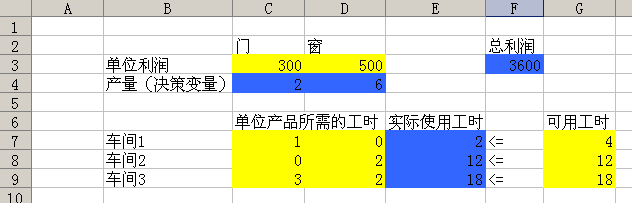 A B C D E F G
1
2 门 窗 总利润
3 单位利润 300 500 3600
4 产量（决策变量） 2 6
5
6 单位产品所需的工时 实际使用工时 可用工时
7 车间1 1 0 2 <= 4
8 车间2 0 2 12 <= 12
9 车间3 3 2 18 <= 18
10